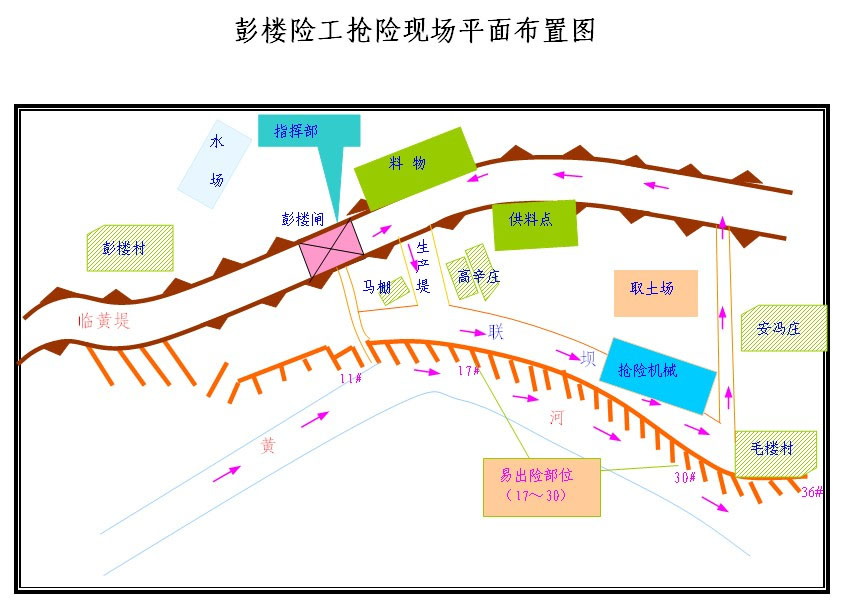 彭楼险工抢险现场平面布置图
水
场
指挥部
料 物
彭楼闸
供料点
彭楼村
生
产
堤
高辛庄
马棚
取土场
临黄堤
联
坝
安冯庄
抢险机械
11#
17#
河
黄
毛楼村
易出险部位
（17～30）
30#
36#